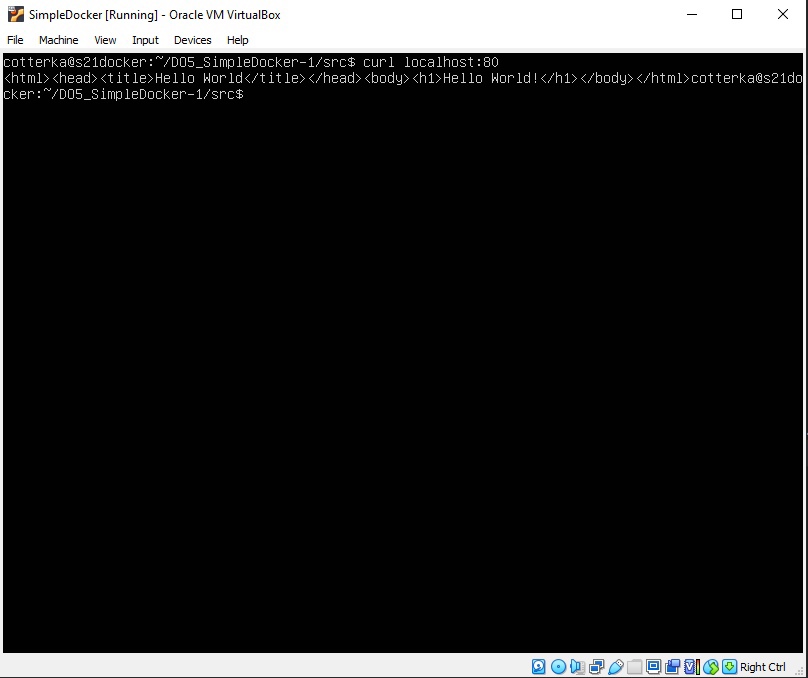 SimpleDocker [Running] - Oracle VM VirtualBox
File Machine View Input Devices Help
cotterka@s21docker:~/DO5_SimpleDocker-1/src$ curl localhost:80
<html><head><title>Hello World</title></head><body><h1>Hello World!</h1></body></html>cotterka@s21do
cker:~/DO5_SimpleDocker-1/src$
Right Ctrl